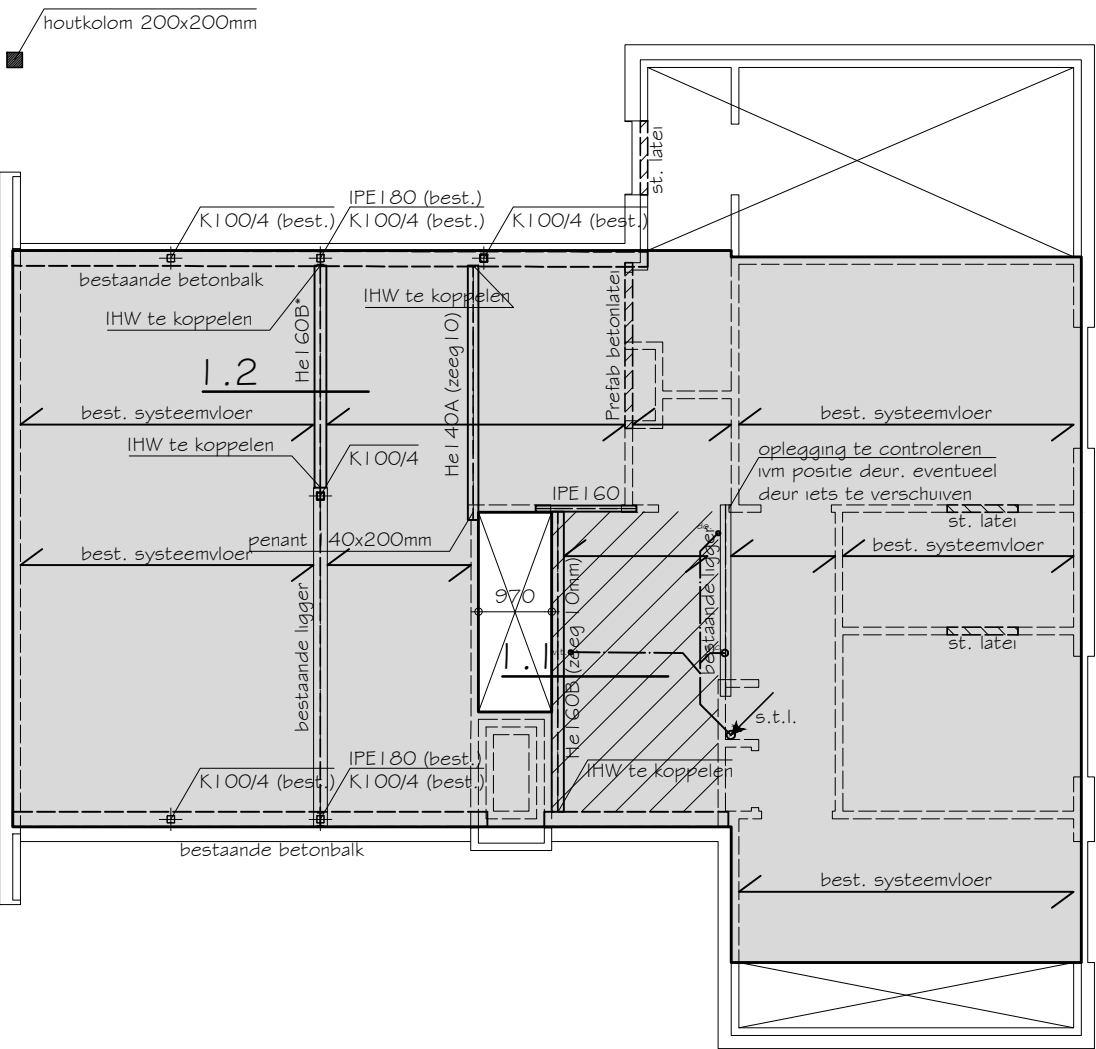 houtkolom 200x200mm
st. latei
IPE180 (best.)
K100/4 (best.)
K100/4 (best.)
K100/4 (best.)
bestaande betonbalk
IHW te koppelen
IHW te koppelen
He160B*
He140A (zeeg10)
Prefab betonlatei
1.2
best. systeemvloer
best. systeemvloer
IHW te koppelen
K100/4
oplegging te controleren
ivm positie deur. eventueel
deur iets te verschuiven
IPE160
st. latei
penant 140x200mm
best. systeemvloer
best. systeemvloer
bestaande ligger
970
He160B (zeeg 10mm)
1.1
v.t.
bestaande ligger
st. latei
s.t.l.
IPE180 (best.)
K100/4 (best.)
K100/4 (best.)
IHW te koppelen
bestaande betonbalk
best. systeemvloer